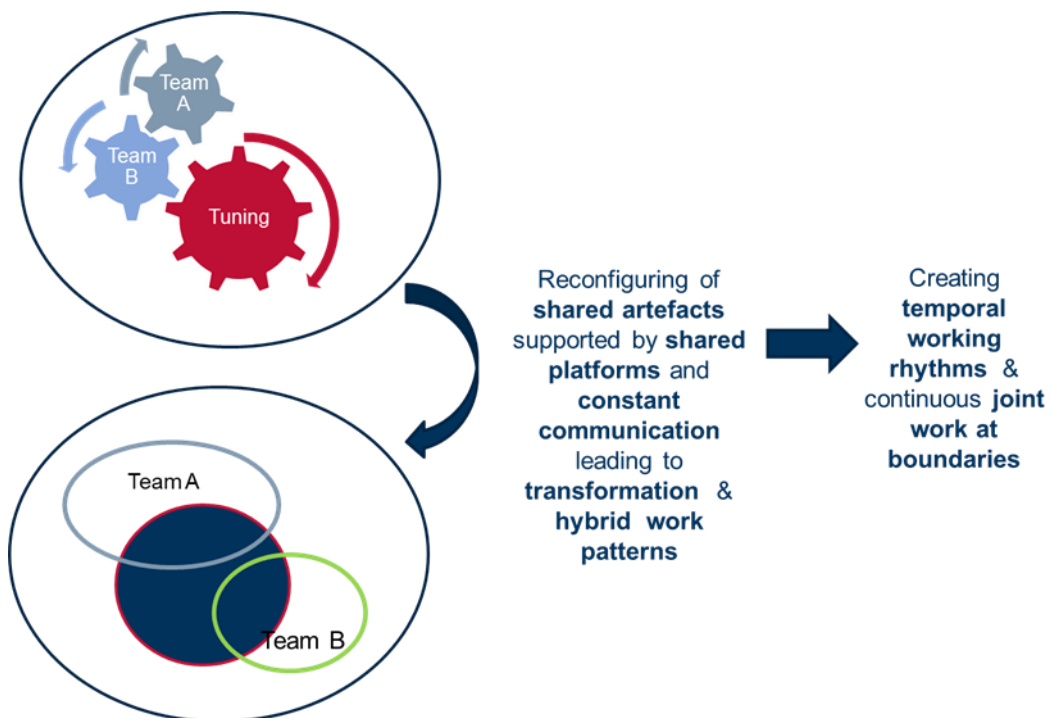 Team
A
Team
B
Tuning
Team A
Team B
Reconfiguring of
shared artefacts
supported by shared
platforms and
constant
communication
leading to
transformation &
hybrid work
patterns
Creating
temporal
working
rhythms &
continuous joint
work at
boundaries